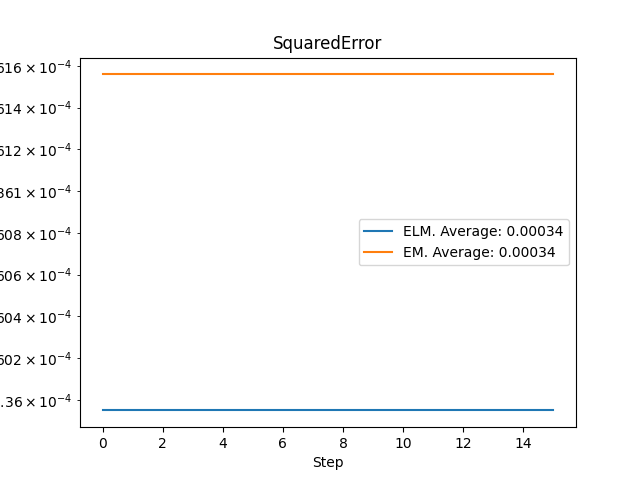 SquaredError
616 × 10⁻⁴
614 × 10⁻⁴
612 × 10⁻⁴
361 × 10⁻⁴
608 × 10⁻⁴
606 × 10⁻⁴
604 × 10⁻⁴
602 × 10⁻⁴
.36 × 10⁻⁴
ELM. Average: 0.00034
EM. Average: 0.00034
0 2 4 6 8 10 12 14
Step